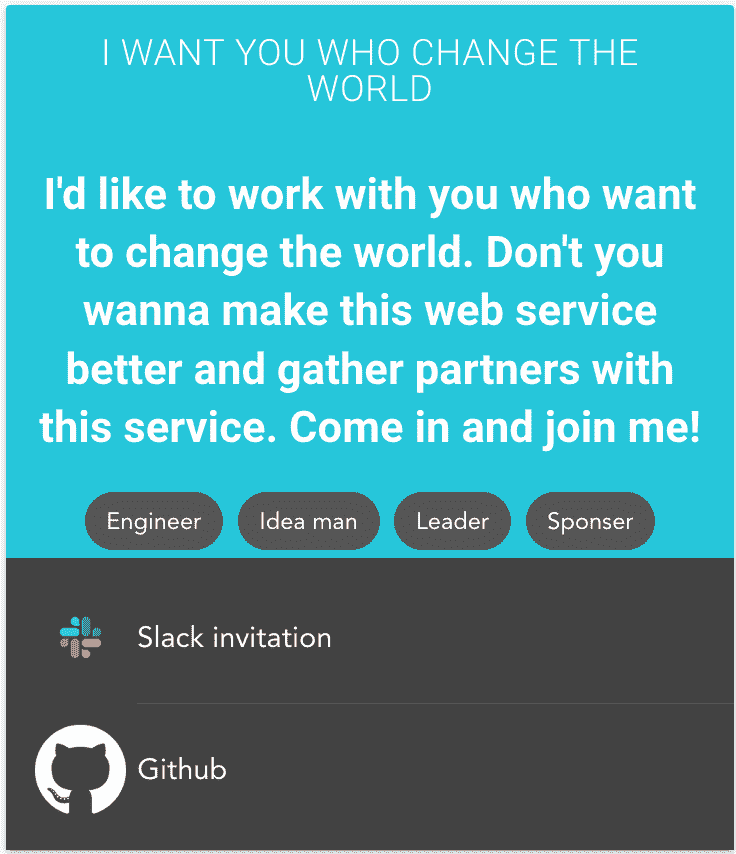 I WANT YOU WHO CHANGE THE
WORLD
I'd like to work with you who want
to change the world. Don't you
wanna make this web service
better and gather partners with
this service. Come in and join me!
Engineer Idea man Leader Sponser
Slack invitation
Github